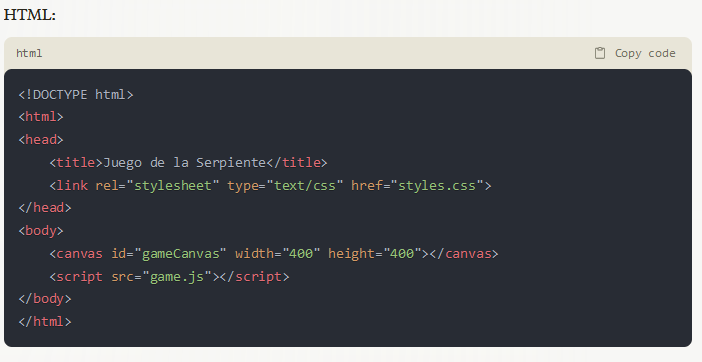 HTML:
html
Copy code
<!DOCTYPE html>
<html>
<head>
    <title>Juego de la Serpiente</title>
    <link rel="stylesheet" type="text/css" href="styles.css">
</head>
<body>
    <canvas id="gameCanvas" width="400" height="400"></canvas>
    <script src="game.js"></script>
</body>
</html>